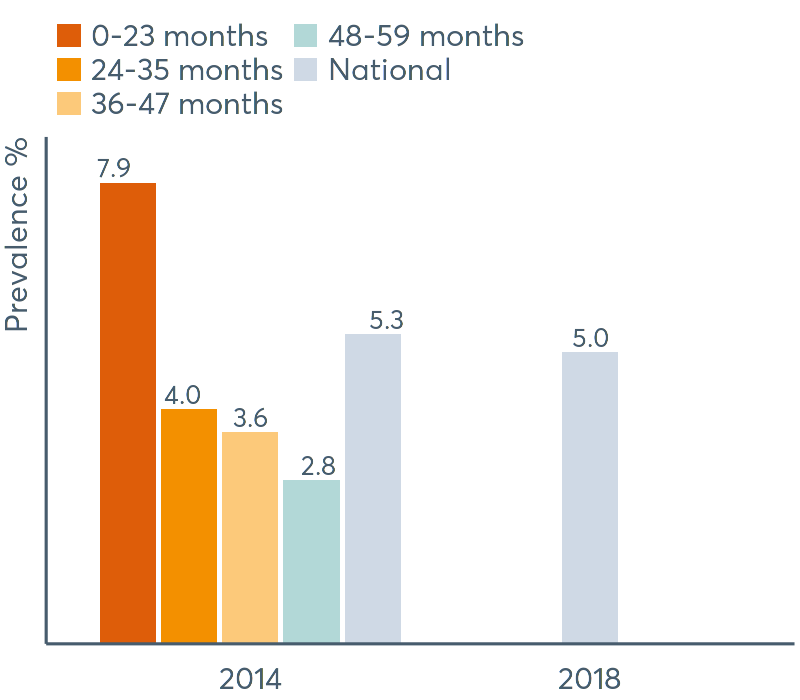 0-23 months
24-35 months
36-47 months
48-59 months
National
Prevalence %
7.9
4.0
3.6
2.8
5.3
5.0
2014
2018